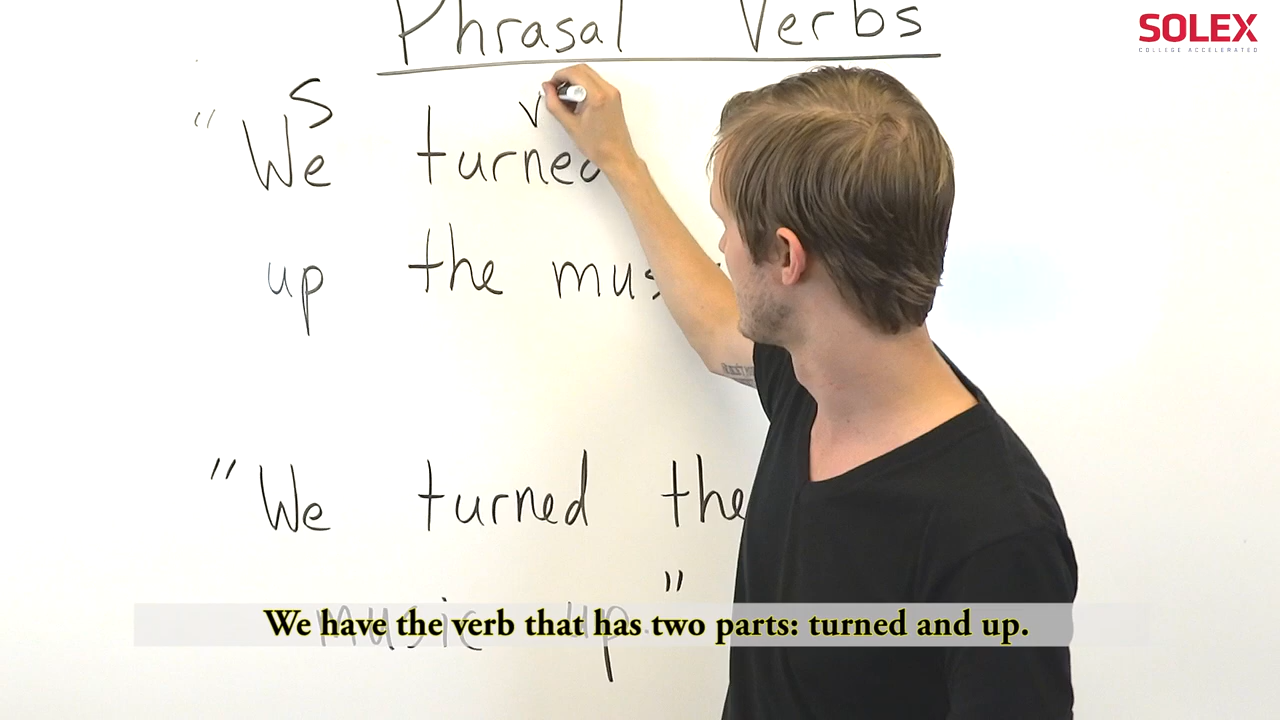 Phrasal Verbs
SOLEX
COLLEGE ACCELERATED
S V
"We turned
up the mus
"We turned the
music up."
We have the verb that has two parts: turned and up.